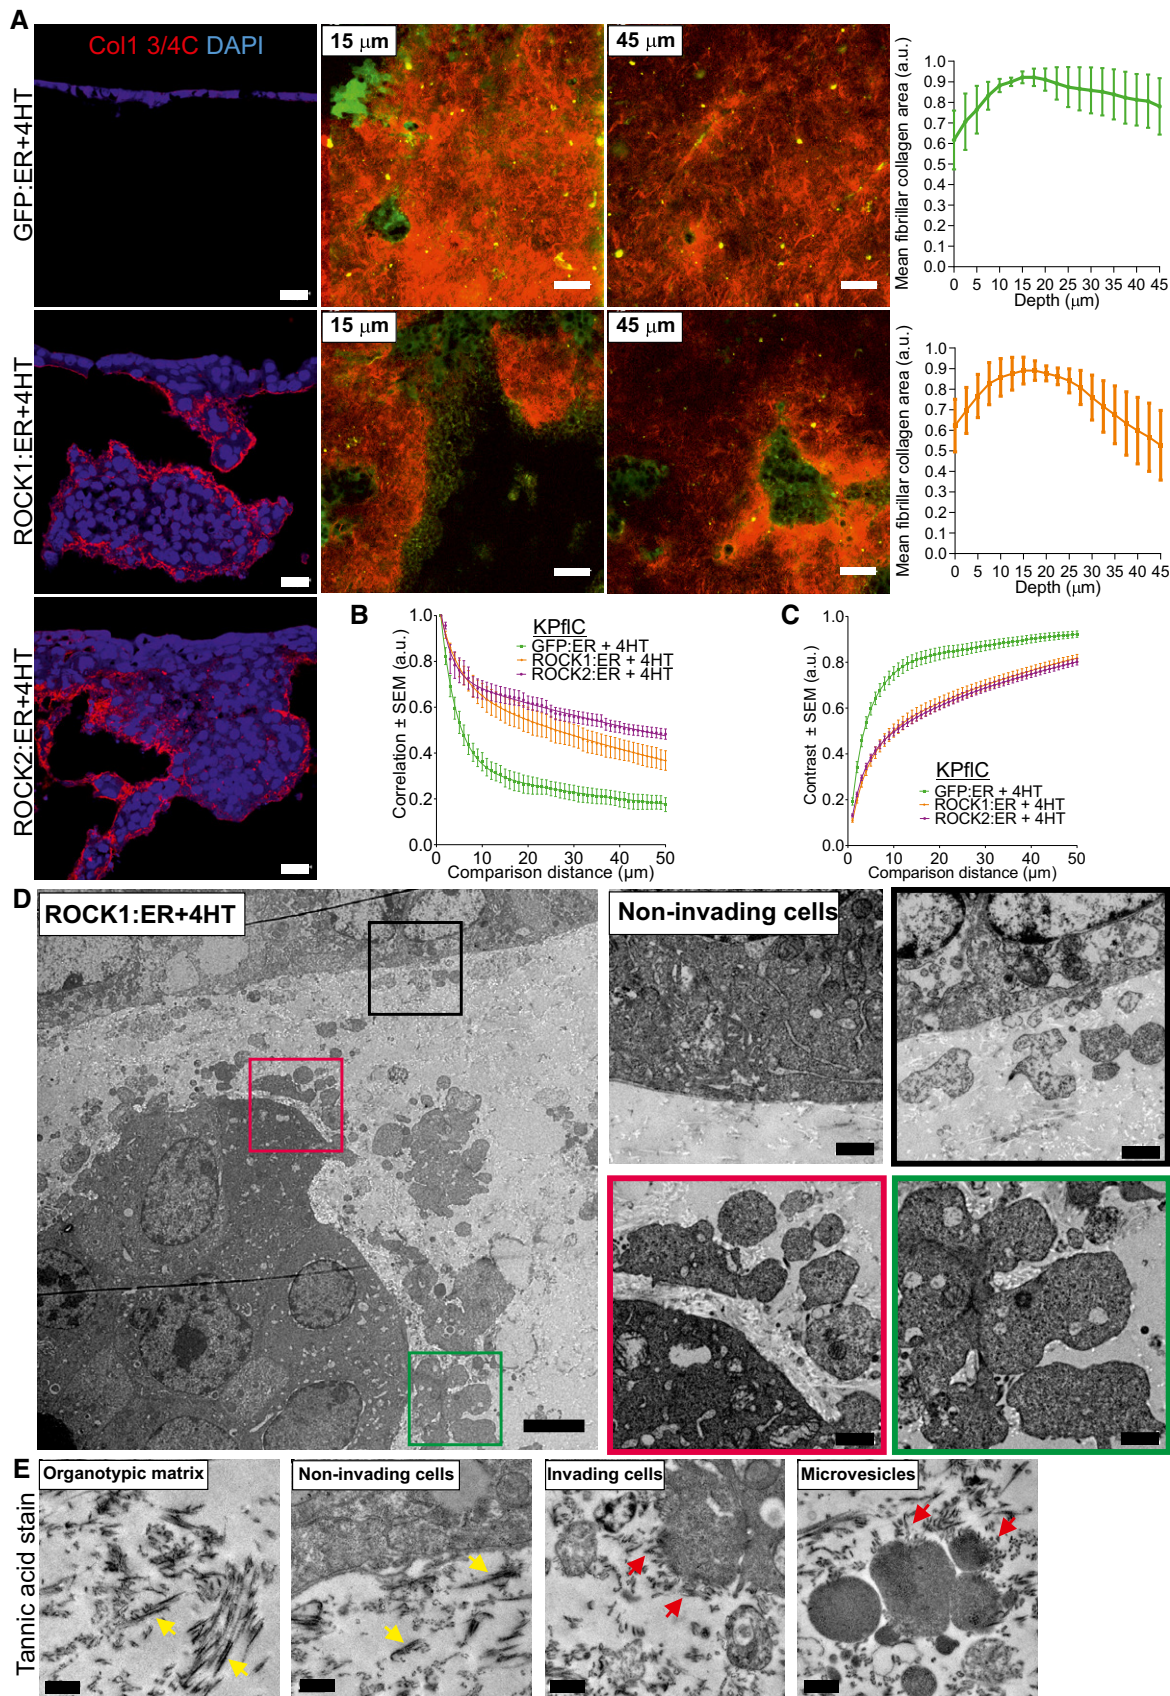 A
Col1 3/4C DAPI
GFP:ER+4HT
15 μm
45 μm
Mean fibrillar collagen area (a.u.)
1.0
0.9
0.8
0.7
0.6
0.5
0.4
0.3
0.2
0.1
0.0
0 5 10 15 20 25 30 35 40 45
Depth (μm)
ROCK1:ER+4HT
15 μm
45 μm
Mean fibrillar collagen area (a.u.)
1.0
0.9
0.8
0.7
0.6
0.5
0.4
0.3
0.2
0.1
0.0
0 5 10 15 20 25 30 35 40 45
Depth (μm)
ROCK2:ER+4HT
B
Correlation ± SEM (a.u.)
1.0
0.8
0.6
0.4
0.2
0.0
KPflC
GFP:ER + 4HT
ROCK1:ER + 4HT
ROCK2:ER + 4HT
0 10 20 30 40 50
Comparison distance (μm)
C
Contrast ± SEM (a.u.)
1.0
0.8
0.6
0.4
0.2
0.0
KPflC
GFP:ER + 4HT
ROCK1:ER + 4HT
ROCK2:ER + 4HT
0 10 20 30 40 50
Comparison distance (μm)
D
ROCK1:ER+4HT
Non-invading cells
E
Tannic acid stain
Organotypic matrix
Non-invading cells
Invading cells
Microvesicles